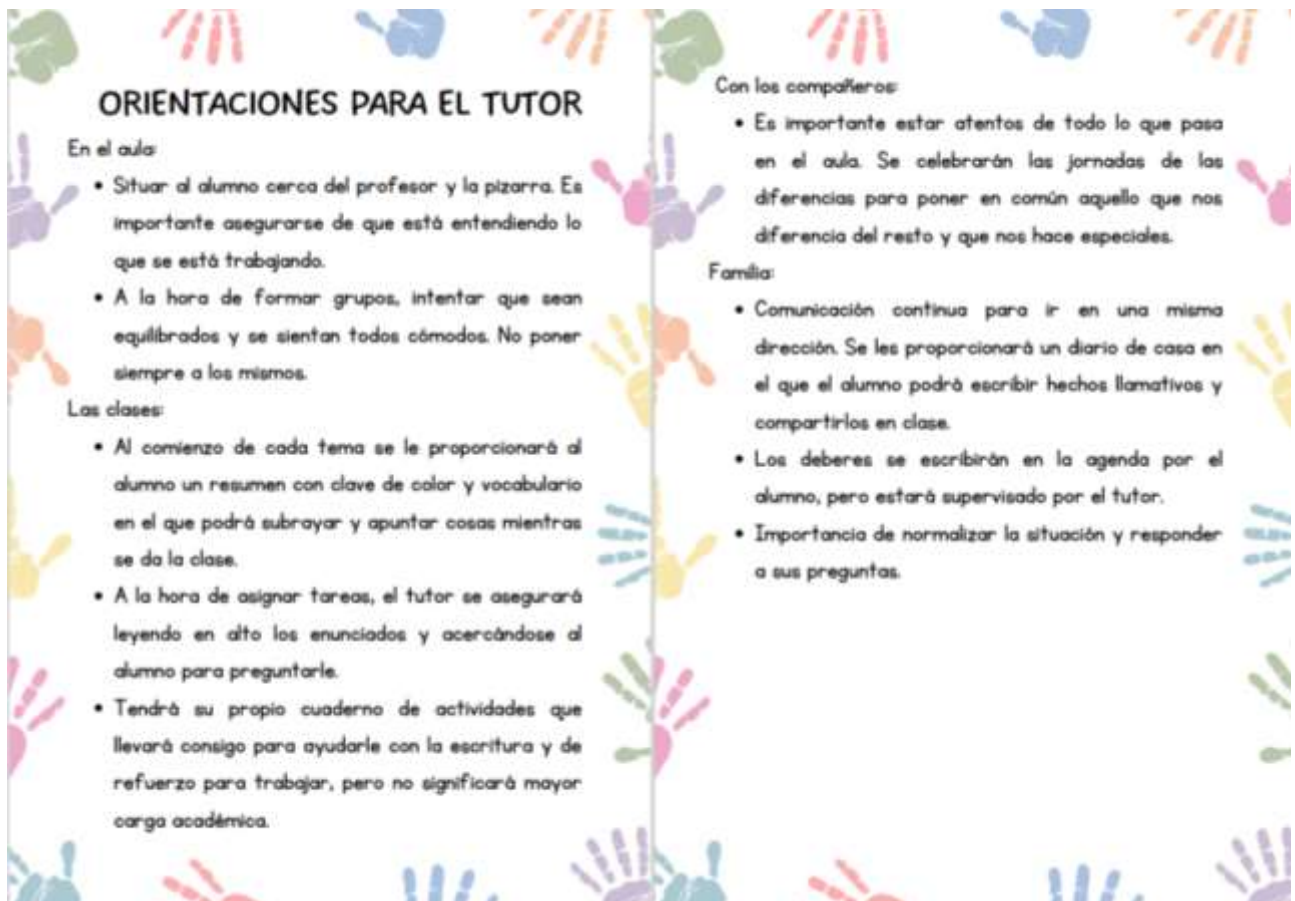 ORIENTACIONES PARA EL TUTOR
En el aula:
• Situar al alumno cerca del profesor y la pizarra. Es
importante asegurarse de que está entendiendo lo
que se está trabajando.
• A la hora de formar grupos, intentar que sean
equilibrados y se sientan todos cómodos. No poner
siempre a los mismos.
Las clases:
• Al comienzo de cada tema se le proporcionará al
alumno un resumen con clave de color y vocabulario
en el que podrá subrayar y apuntar cosas mientras
se da la clase.
• A la hora de asignar tareas, el tutor se asegurará
leyendo en alto los enunciados y acercándose al
alumno para preguntarle.
• Tendrá su propio cuaderno de actividades que
llevará consigo para ayudarle con la escritura y de
refuerzo para trabajar, pero no significará mayor
carga académica.
Con los compañeros:
• Es importante estar atentos de todo lo que pasa
en el aula. Se celebrarán las jornadas de las
diferencias para poner en común aquello que nos
diferencia del resto y que nos hace especiales.
Familia:
• Comunicación continua para ir en una misma
dirección. Se les proporcionará un diario de casa en
el que el alumno podrá escribir hechos llamativos y
compartirlos en clase.
• Los deberes se escribirán en la agenda por el
alumno, pero estará supervisado por el tutor.
• Importancia de normalizar la situación y responder
a sus preguntas.